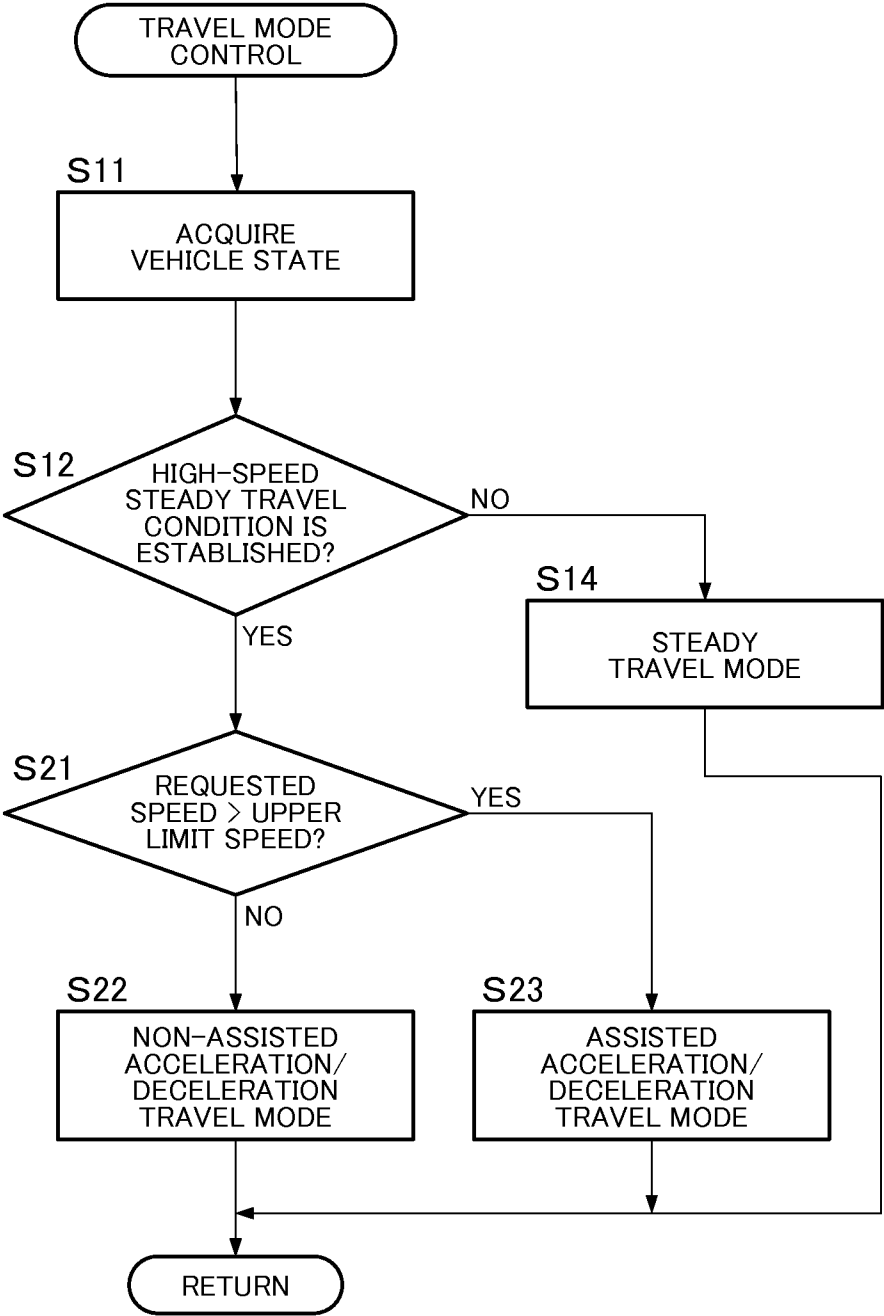 TRAVEL MODE
CONTROL
S11
ACQUIRE
VEHICLE STATE
S12
HIGH-SPEED
STEADY TRAVEL
CONDITION IS
ESTABLISHED?
NO
YES
S14
STEADY
TRAVEL MODE
S21
REQUESTED
SPEED > UPPER
LIMIT SPEED?
YES
NO
S22
NON-ASSISTED
ACCELERATION/
DECELERATION
TRAVEL MODE
S23
ASSISTED
ACCELERATION/
DECELERATION
TRAVEL MODE
RETURN